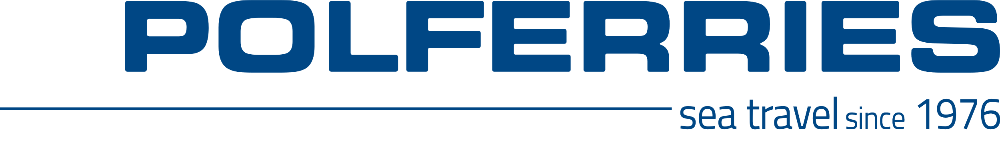 POLFERRIES
sea travel since 1976